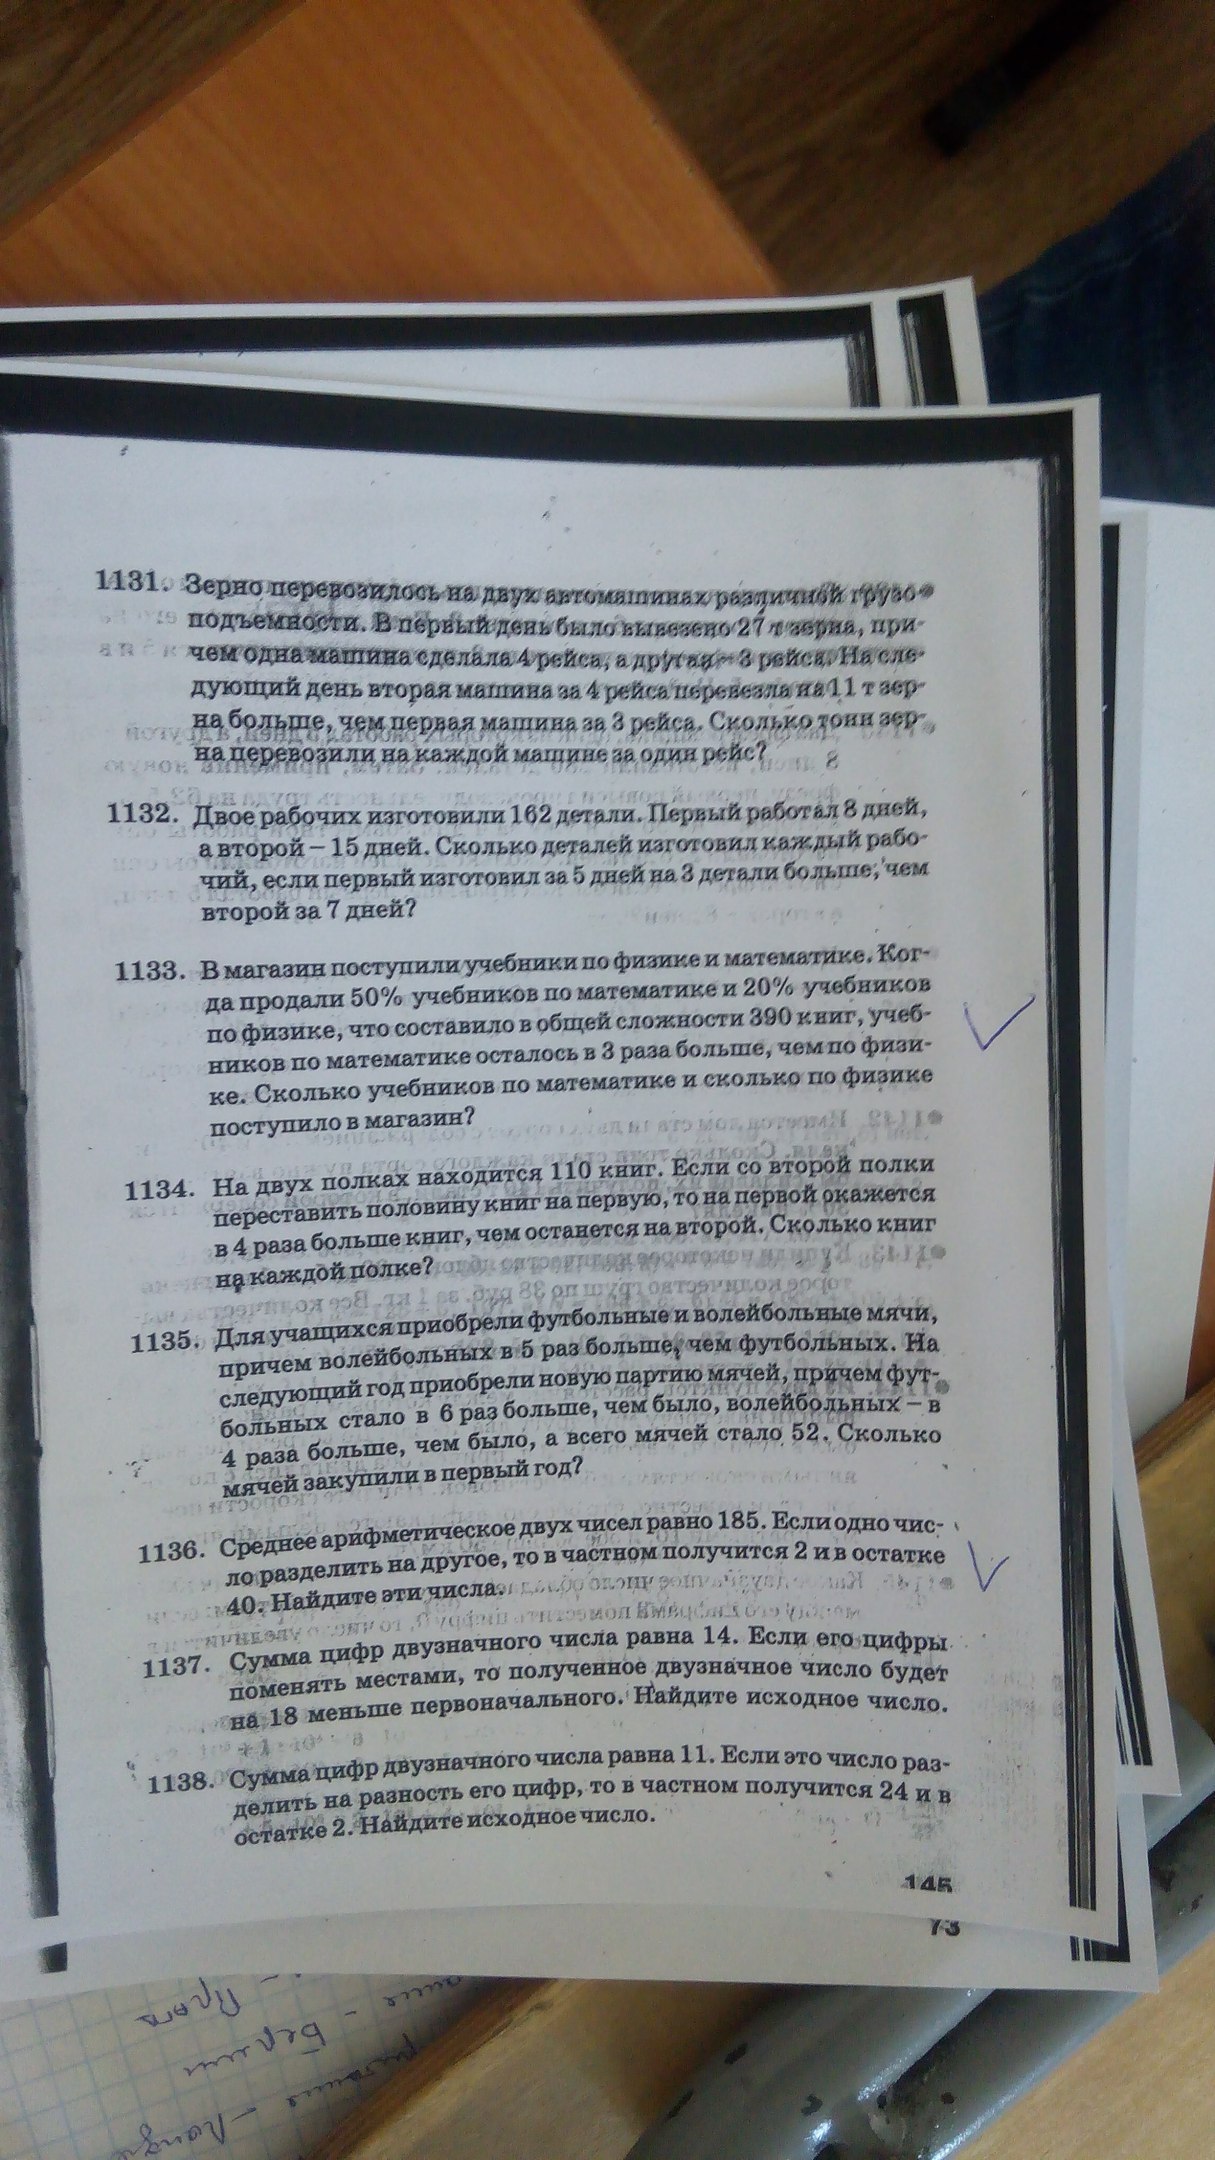 1131. Зерно перевозилось на двух автомашинах различной грузо-
подъемности. В первый день было вывезено 27 т зерна, при-
чем одна машина сделала 4 рейса, а другая – 3 рейса. На сле-
дующий день вторая машина за 4 рейса перевезла на 11 т зер-
на больше, чем первая машина за 3 рейса. Сколько тонн зер-
на перевозили на каждой машине за один рейс?
1132. Двое рабочих изготовили 162 детали. Первый работал 8 дней,
а второй – 15 дней. Сколько деталей изготовил каждый рабо-
чий, если первый изготовил за 5 дней на 3 детали больше, чем
второй за 7 дней?
1133. В магазин поступили учебники по физике и математике. Ког-
да продали 50% учебников по математике и 20% учебников
по физике, что составило в общей сложности 390 книг, учеб-
ников по математике осталось в 3 раза больше, чем по физи-
ке. Сколько учебников по математике и сколько по физике
поступило в магазин?
1134. На двух полках находится 110 книг. Если со второй полки
переставить половину книг на первую, то на первой окажется
в 4 раза больше книг, чем останется на второй. Сколько книг
на каждой полке?
1135. Для учащихся приобрели футбольные и волейбольные мячи,
причем волейбольных в 5 раз больше, чем футбольных. На
следующий год приобрели новую партию мячей, причем фут-
больных стало в 6 раз больше, чем было, волейбольных – в
4 раза больше, чем было, а всего мячей стало 52. Сколько
мячей закупили в первый год?
1136. Среднее арифметическое двух чисел равно 185. Если одно чис-
ло разделить на другое, то в частном получится 2 и в остатке
40. Найдите эти числа.
1137. Сумма цифр двузначного числа равна 14. Если его цифры
поменять местами, то полученное двузначное число будет
на 18 меньше первоначального. Найдите исходное число.
1138. Сумма цифр двузначного числа равна 11. Если это число раз-
делить на разность его цифр, то в частном получится 24 и в
остатке 2. Найдите исходное число.
145
73